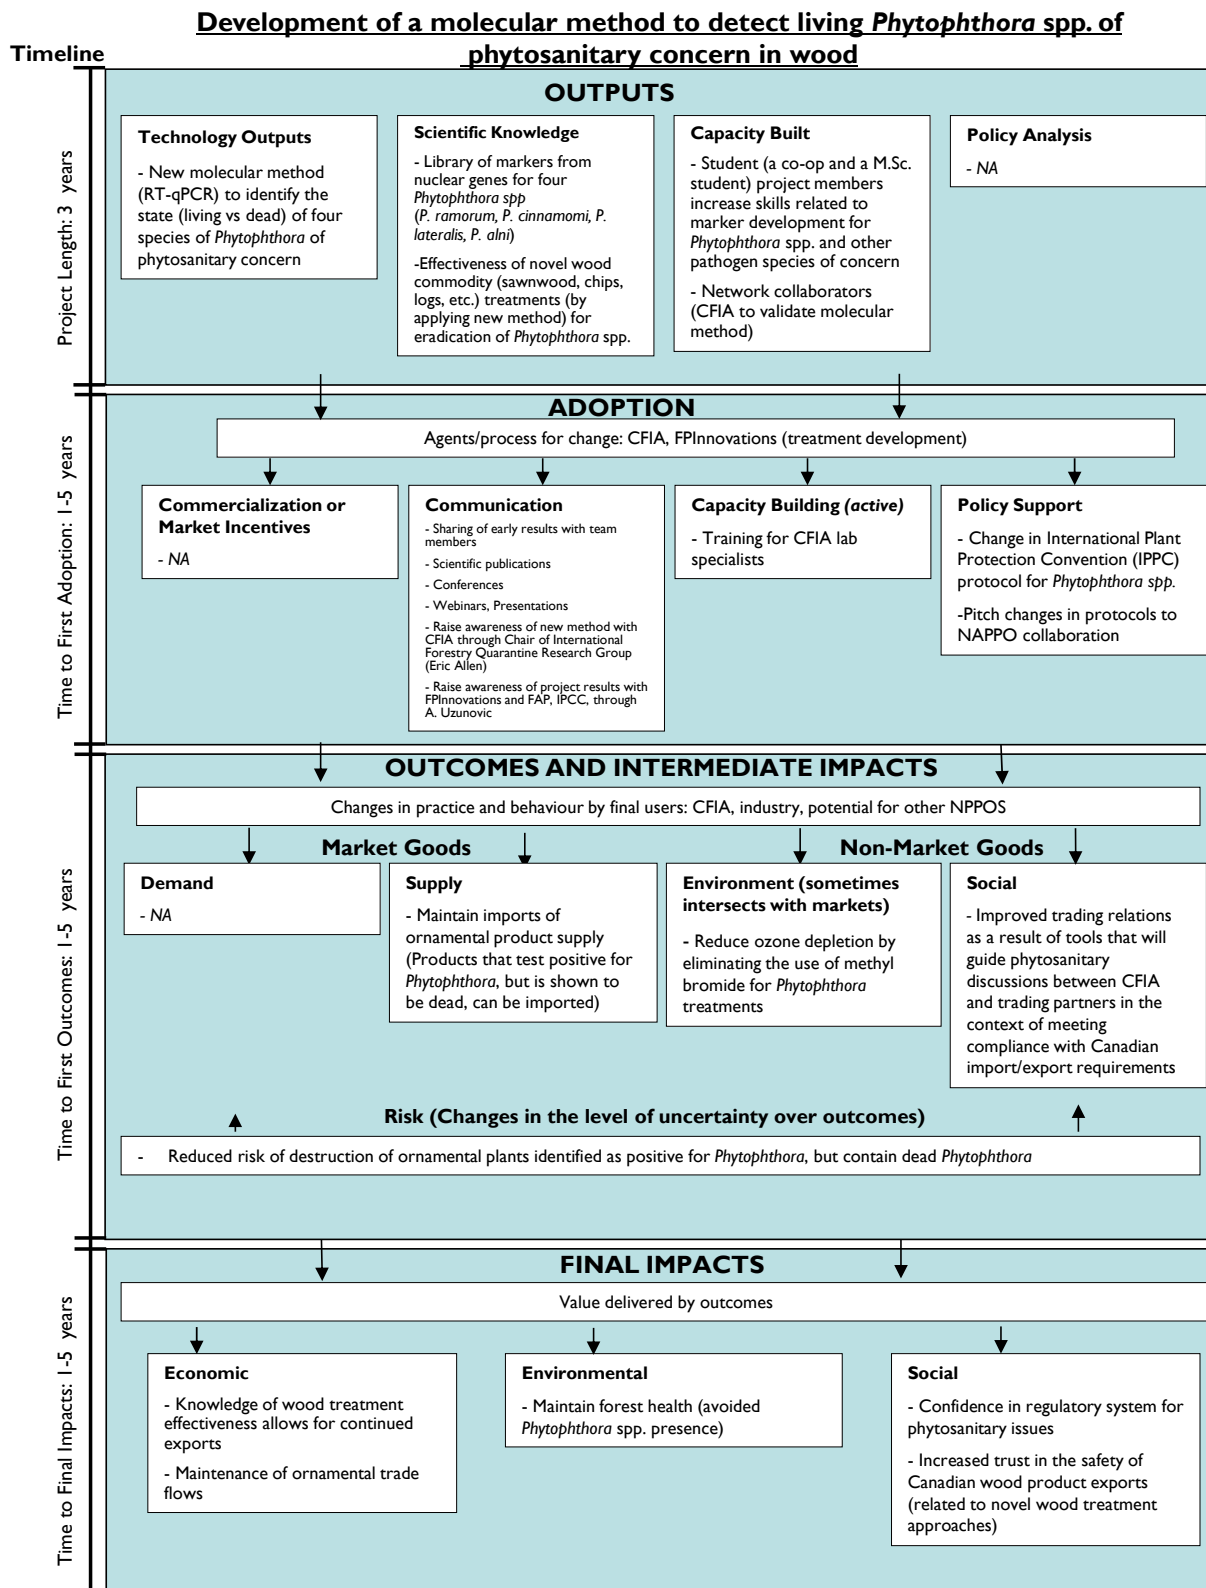 Development of a molecular method to detect living Phytophthora spp. of
phytosanitary concern in wood
Timeline
Project Length: 3 years
OUTPUTS
Technology Outputs
- New molecular method
(RT-qPCR) to identify the
state (living vs dead) of four
species of Phytophthora of
phytosanitary concern
Scientific Knowledge
- Library of markers from
nuclear genes for four
Phytophthora spp
(P. ramorum, P. cinnamomi, P.
lateralis, P. alni)
-Effectiveness of novel wood
commodity (sawnwood, chips,
logs, etc.) treatments (by
applying new method) for
eradication of Phytophthora spp.
Capacity Built
- Student (a co-op and a M.Sc.
student) project members
increase skills related to
marker development for
Phytophthora spp. and other
pathogen species of concern
- Network collaborators
(CFIA to validate molecular
method)
Policy Analysis
- NA
Time to First Adoption: 1-5 years
ADOPTION
Agents/process for change: CFIA, FPInnovations (treatment development)
Commercialization or
Market Incentives
- NA
Communication
- Sharing of early results with team
members
- Scientific publications
- Conferences
- Webinars, Presentations
- Raise awareness of new method with
CFIA through Chair of International
Forestry Quarantine Research Group
(Eric Allen)
- Raise awareness of project results with
FPInnovations and FAP, IPCC, through
A. Uzunovic
Capacity Building (active)
- Training for CFIA lab
specialists
Policy Support
- Change in International Plant
Protection Convention (IPPC)
protocol for Phytophthora spp.
-Pitch changes in protocols to
NAPPO collaboration
Time to First Outcomes: 1-5 years
OUTCOMES AND INTERMEDIATE IMPACTS
Changes in practice and behaviour by final users: CFIA, industry, potential for other NPPOS
Market Goods
Non-Market Goods
Demand
- NA
Supply
- Maintain imports of
ornamental product supply
(Products that test positive for
Phytophthora, but is shown to
be dead, can be imported)
Environment (sometimes
intersects with markets)
- Reduce ozone depletion by
eliminating the use of methyl
bromide for Phytophthora
treatments
Social
- Improved trading relations
as a result of tools that will
guide phytosanitary
discussions between CFIA
and trading partners in the
context of meeting
compliance with Canadian
import/export requirements
Risk (Changes in the level of uncertainty over outcomes)
- Reduced risk of destruction of ornamental plants identified as positive for Phytophthora, but contain dead Phytophthora
Time to Final Impacts: 1-5 years
FINAL IMPACTS
Value delivered by outcomes
Economic
- Knowledge of wood treatment
effectiveness allows for continued
exports
- Maintenance of ornamental trade
flows
Environmental
- Maintain forest health (avoided
Phytophthora spp. presence)
Social
- Confidence in regulatory system for
phytosanitary issues
- Increased trust in the safety of
Canadian wood product exports
(related to novel wood treatment
approaches)